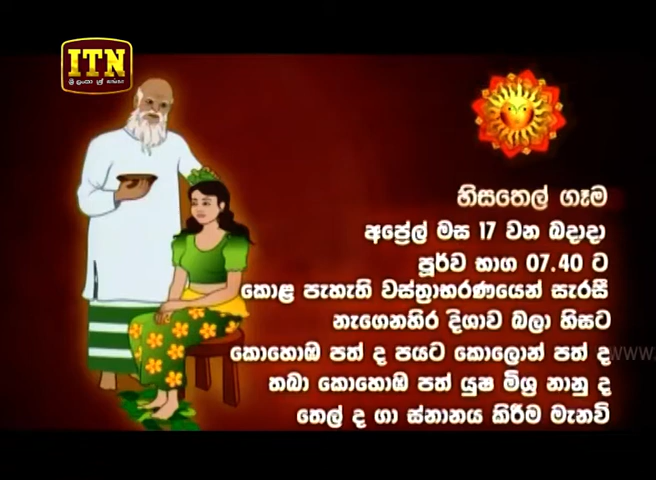 ITN
හිසතෙල් ගෑම
අප්‍රේල් මස 17 වන බදාදා
පූර්ව භාග 07.40 ට
කොළ පැහැති වස්ත්‍රාභරණයෙන් සැරසී
නැගෙනහිර දිශාව බලා හිසට
කොහොඹ පත් ද පයට කොලොන් පත් ද
තබා කොහොඹ පත් යුෂ මිශ්‍ර නානු ද
තෙල් ද ගා ස්නානය කිරීම මැනවි
www.